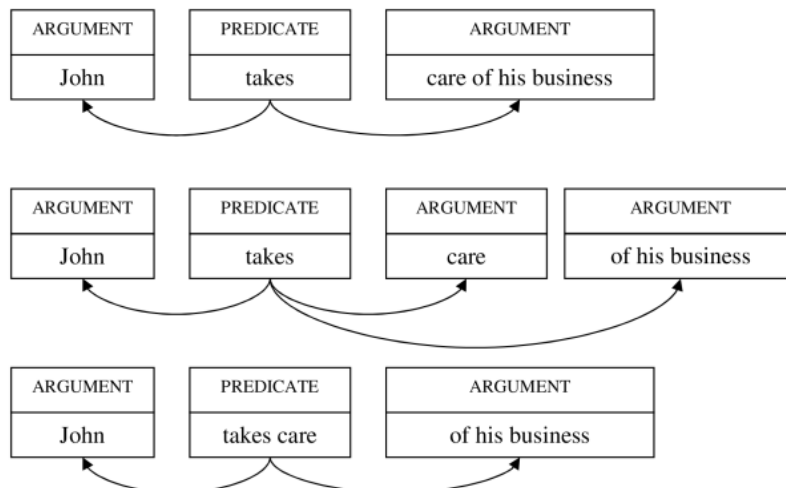 ARGUMENT PREDICATE ARGUMENT
John takes care of his business
ARGUMENT PREDICATE ARGUMENT ARGUMENT
John takes care of his business
ARGUMENT PREDICATE ARGUMENT
John takes care of his business